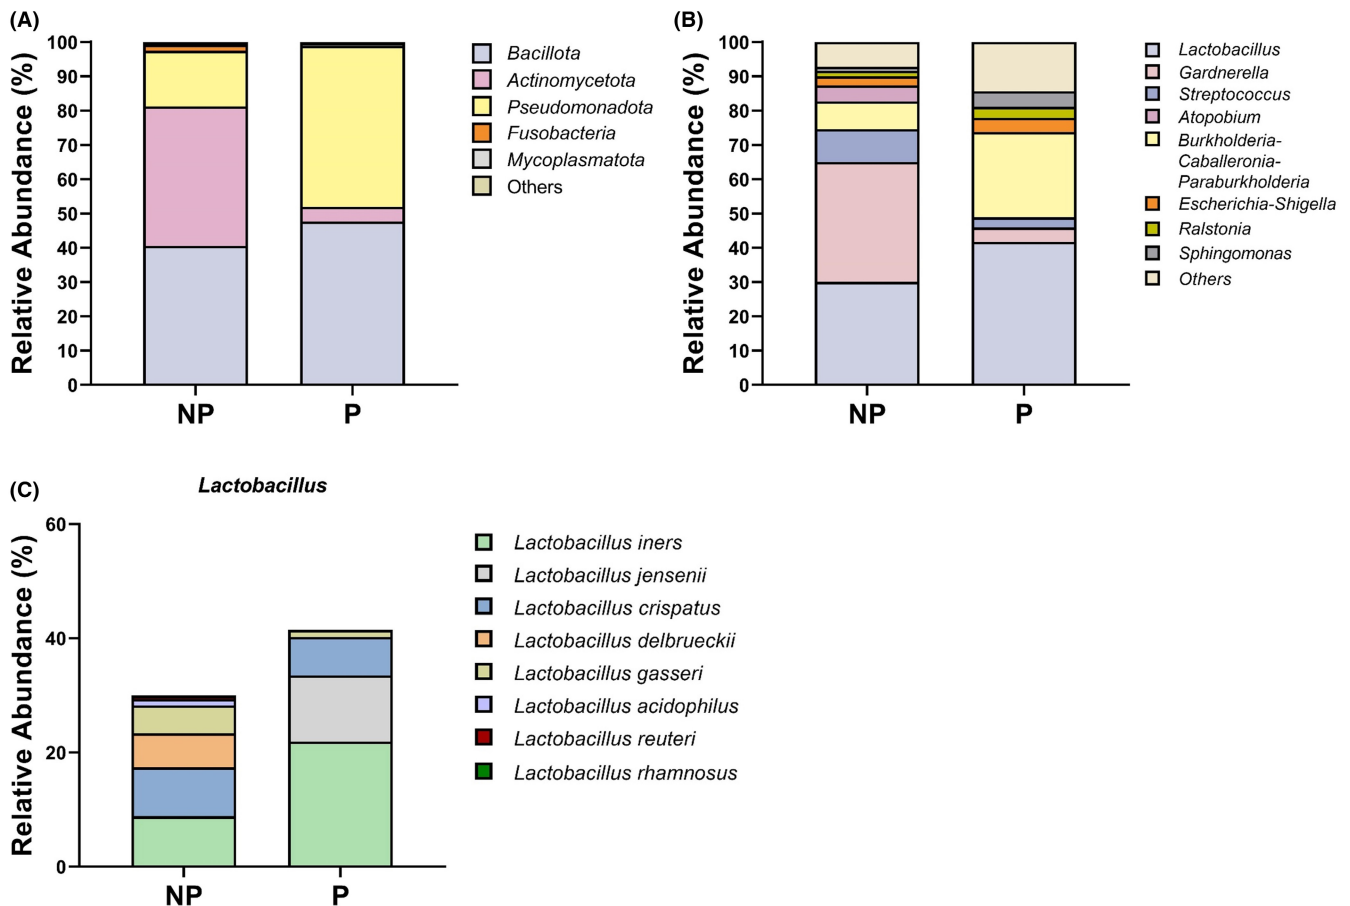 (A)
Relative Abundance (%)
100
90
80
70
60
50
40
30
20
10
0
NP
P
Bacillota
Actinomycetota
Pseudomonadota
Fusobacteria
Mycoplasmatota
Others
(B)
Relative Abundance (%)
100
90
80
70
60
50
40
30
20
10
0
NP
P
Lactobacillus
Gardnerella
Streptococcus
Atopobium
Burkholderia-
Caballeronia-
Paraburkholderia
Escherichia-Shigella
Ralstonia
Sphingomonas
Others
(C)
Lactobacillus
Relative Abundance (%)
60
40
20
0
NP
P
Lactobacillus iners
Lactobacillus jensenii
Lactobacillus crispatus
Lactobacillus delbrueckii
Lactobacillus gasseri
Lactobacillus acidophilus
Lactobacillus reuteri
Lactobacillus rhamnosus